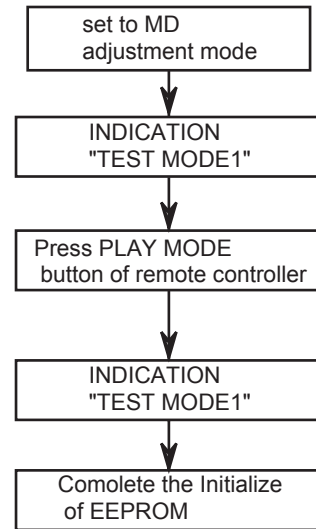 set to MD
adjustment mode
INDICATION
"TEST MODE1"
Press PLAY MODE
button of remote controller
INDICATION
"TEST MODE1"
Comolete the Initialize
of EEPROM